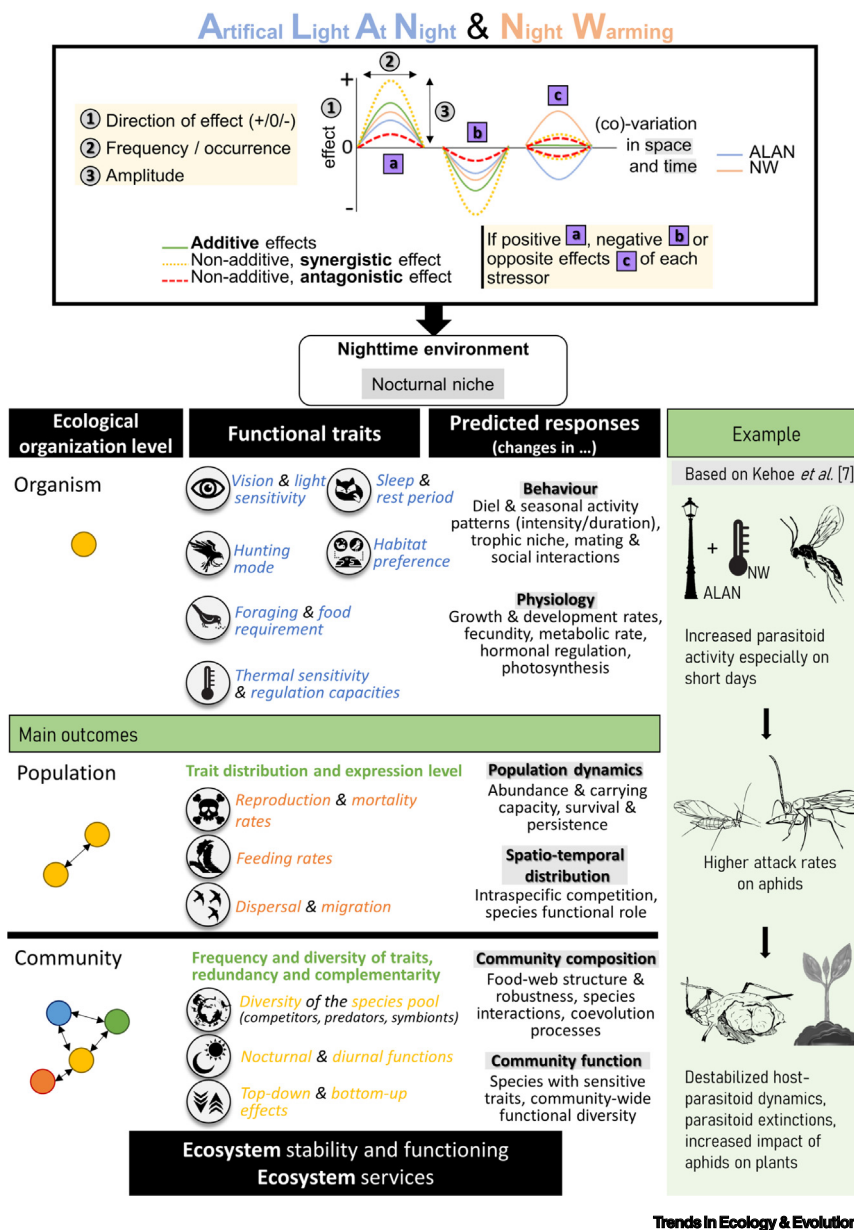 Artifical Light At Night & Night Warming
1 Direction of effect (+/0/-)
2 Frequency / occurrence
3 Amplitude
+
0
-
effect
1
2
3
a
b
c
(co)-variation
in space
and time
ALAN
NW
Additive effects
Non-additive, synergistic effect
Non-additive, antagonistic effect
If positive a, negative b or
opposite effects c of each
stressor
Nighttime environment
Nocturnal niche
Ecological
organization level
Functional traits
Predicted responses
(changes in ...)
Example
Organism
Vision & light
sensitivity
Sleep &
rest period
Hunting
mode
Habitat
preference
Foraging & food
requirement
Thermal sensitivity
& regulation capacities
Behaviour
Diel & seasonal activity
patterns (intensity/duration),
trophic niche, mating &
social interactions
Physiology
Growth & development rates,
fecundity, metabolic rate,
hormonal regulation,
photosynthesis
Based on Kehoe et al. [7]
+
NW
ALAN
Increased parasitoid
activity especially on
short days
Main outcomes
Population
Trait distribution and expression level
Reproduction & mortality
rates
Feeding rates
Dispersal & migration
Population dynamics
Abundance & carrying
capacity, survival &
persistence
Spatio-temporal
distribution
Intraspecific competition,
species functional role
Higher attack rates
on aphids
Community
Frequency and diversity of traits,
redundancy and complementarity
Diversity of the species pool
(competitors, predators, symbionts)
Nocturnal & diurnal functions
Top-down & bottom-up
effects
Community composition
Food-web structure &
robustness, species
interactions, coevolution
processes
Community function
Species with sensitive
traits, community-wide
functional diversity
Destabilized host-
parasitoid dynamics,
parasitoid extinctions,
increased impact of
aphids on plants
Ecosystem stability and functioning
Ecosystem services
Trends in Ecology & Evolution